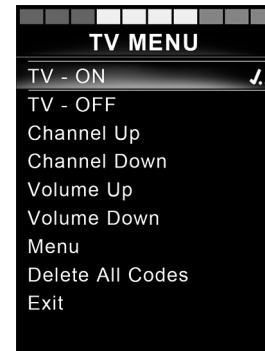 TV MENU
TV - ON
TV - OFF
Channel Up
Channel Down
Volume Up
Volume Down
Menu
Delete All Codes
Exit